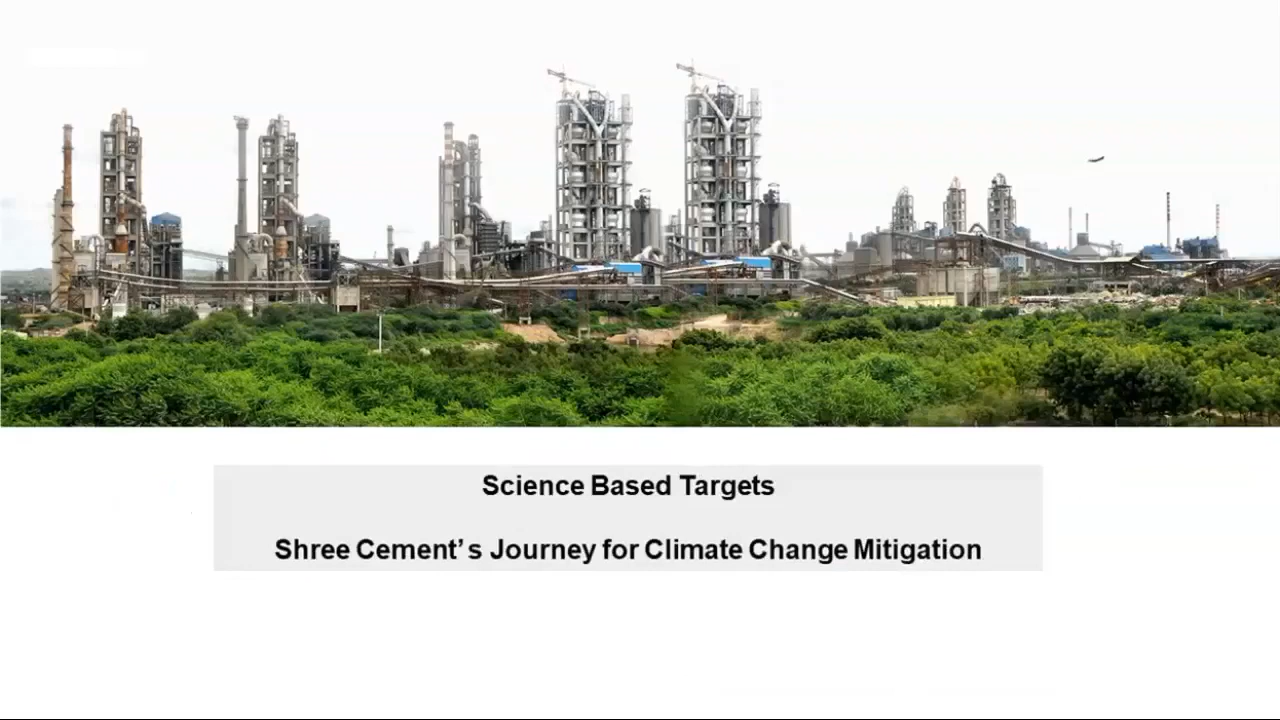 Science Based Targets
Shree Cement's Journey for Climate Change Mitigation